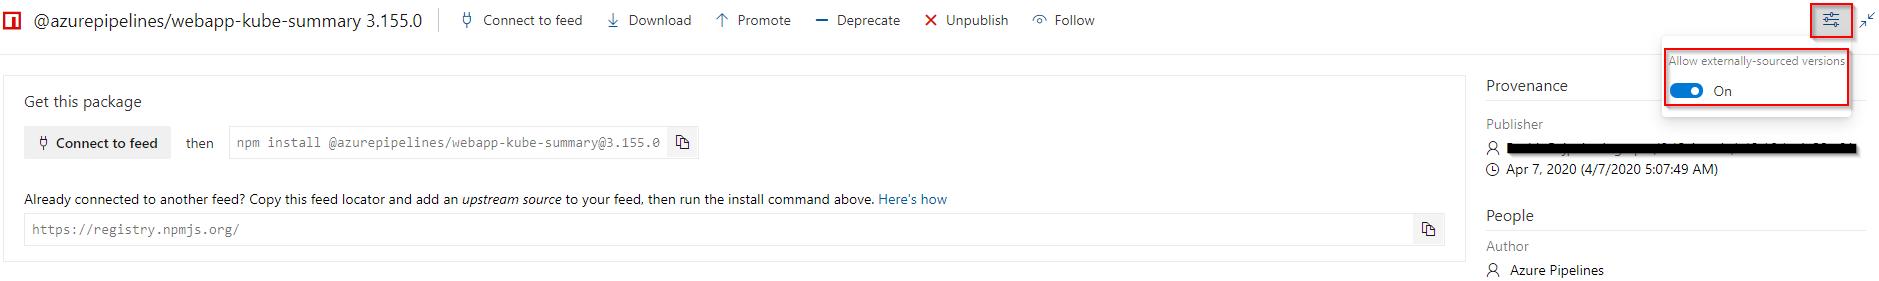 @azurepipelines/webapp-kube-summary 3.155.0
Connect to feed
Download
Promote
Deprecate
Unpublish
Follow
Allow externally-sourced versions
On
Get this package
Connect to feed
then
npm install @azurepipelines/webapp-kube-summary@3.155.0
Already connected to another feed? Copy this feed locator and add an upstream source to your feed, then run the install command above. Here's how
https://registry.npmjs.org/
Provenance
Publisher
Apr 7, 2020 (4/7/2020 5:07:49 AM)
People
Author
Azure Pipelines